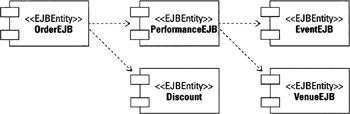 <<EJBEntity>>
OrderEJB
<<EJBEntity>>
PerformanceEJB
<<EJBEntity>>
EventEJB
<<EJBEntity>>
Discount
<<EJBEntity>>
VenueEJB